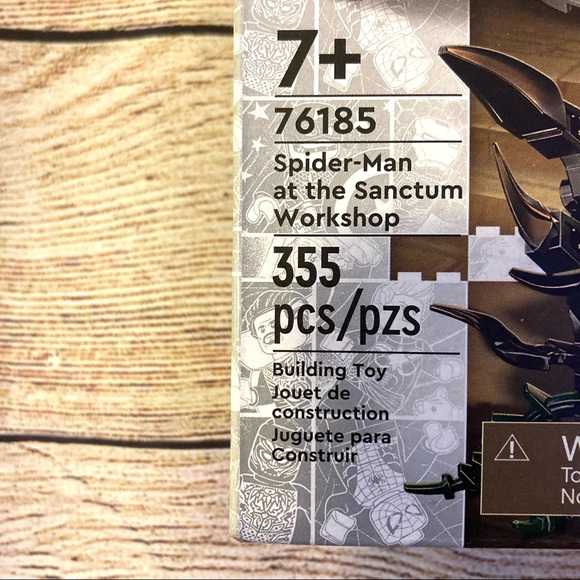 7+
76185
Spider-Man
at the Sanctum
Workshop
355
pcs/pzs
Building Toy
Jouet de
construction
Juguete para
Construir